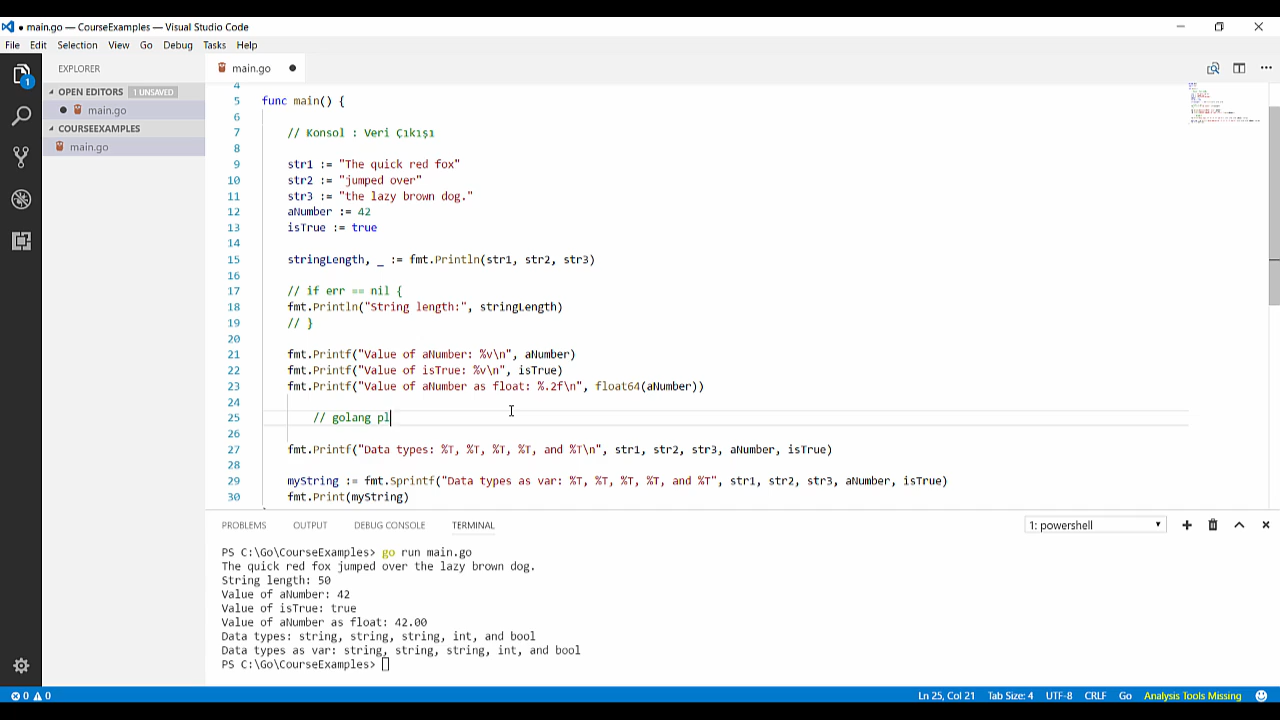 main.go — CourseExamples — Visual Studio Code
File Edit Selection View Go Debug Tasks Help
EXPLORER
OPEN EDITORS 1 UNSAVED
main.go
COURSEEXAMPLES
main.go
1
main.go
4
5 func main() {
6
7 // Konsol : Veri Çıkışı
8
9 str1 := "The quick red fox"
10 str2 := "jumped over"
11 str3 := "the lazy brown dog."
12 aNumber := 42
13 isTrue := true
14
15 stringLength, _ := fmt.Println(str1, str2, str3)
16
17 // if err == nil {
18 fmt.Println("String length:", stringLength)
19 // }
20
21 fmt.Printf("Value of aNumber: %v\n", aNumber)
22 fmt.Printf("Value of isTrue: %v\n", isTrue)
23 fmt.Printf("Value of aNumber as float: %.2f\n", float64(aNumber))
24
25 // golang pl
26
27 fmt.Printf("Data types: %T, %T, %T, %T, and %T\n", str1, str2, str3, aNumber, isTrue)
28
29 myString := fmt.Sprintf("Data types as var: %T, %T, %T, %T, and %T", str1, str2, str3, aNumber, isTrue)
30 fmt.Print(myString)
PROBLEMS OUTPUT DEBUG CONSOLE TERMINAL 1: powershell
PS C:\Go\CourseExamples> go run main.go
The quick red fox jumped over the lazy brown dog.
String length: 50
Value of aNumber: 42
Value of isTrue: true
Value of aNumber as float: 42.00
Data types: string, string, string, int, and bool
Data types as var: string, string, string, int, and bool
PS C:\Go\CourseExamples>
0 0 Ln 25, Col 21 Tab Size: 4 UTF-8 CRLF Go Analysis Tools Missing